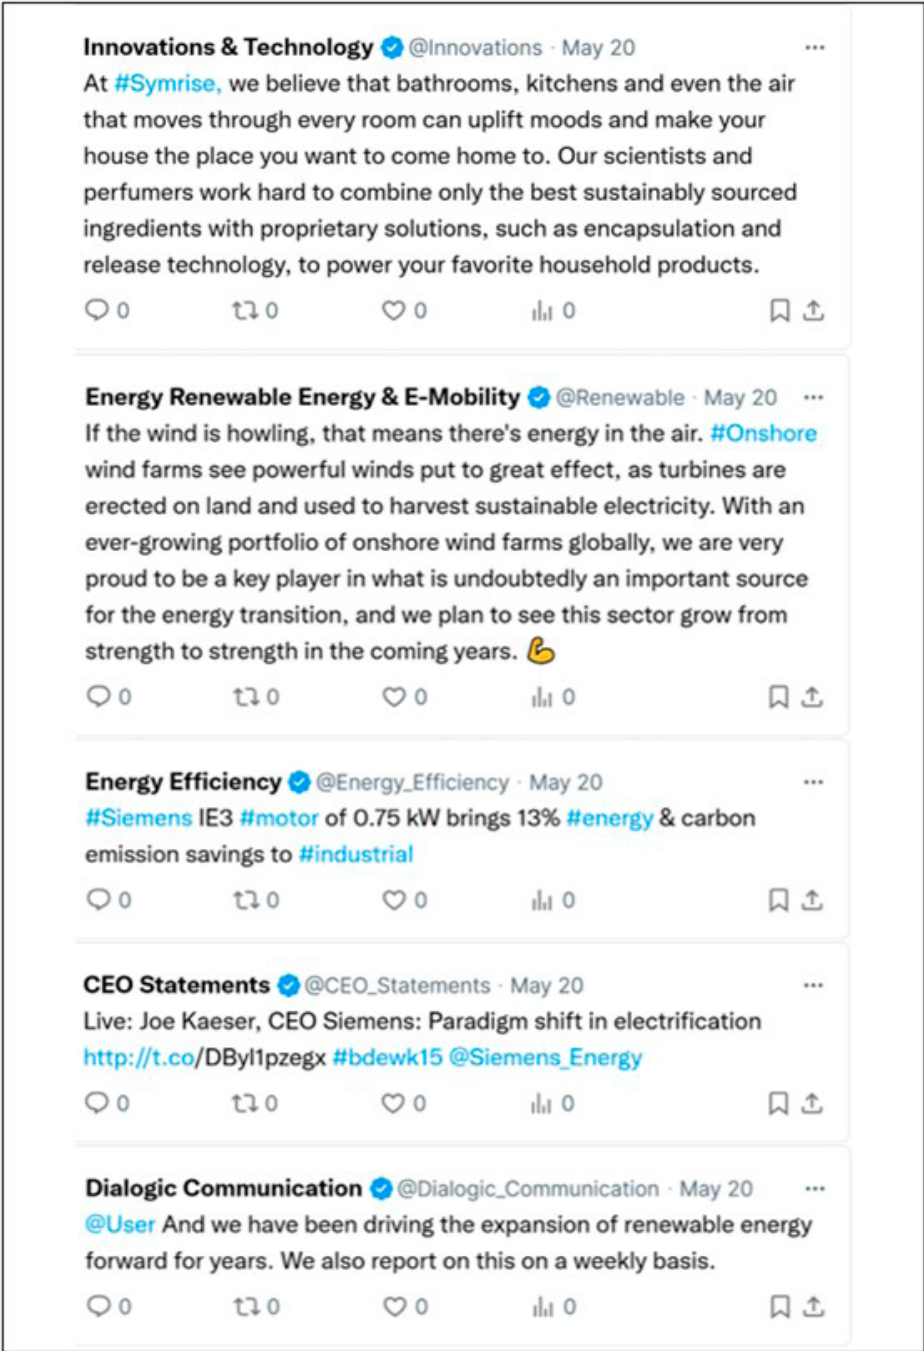 Innovations & Technology @Innovations · May 20 ...
At #Symrise, we believe that bathrooms, kitchens and even the air
that moves through every room can uplift moods and make your
house the place you want to come home to. Our scientists and
perfumers work hard to combine only the best sustainably sourced
ingredients with proprietary solutions, such as encapsulation and
release technology, to power your favorite household products.
0 0 0 0
Energy Renewable Energy & E-Mobility @Renewable · May 20 ...
If the wind is howling, that means there's energy in the air. #Onshore
wind farms see powerful winds put to great effect, as turbines are
erected on land and used to harvest sustainable electricity. With an
ever-growing portfolio of onshore wind farms globally, we are very
proud to be a key player in what is undoubtedly an important source
for the energy transition, and we plan to see this sector grow from
strength to strength in the coming years. 💪
0 0 0 0
Energy Efficiency @Energy_Efficiency · May 20 ...
#Siemens IE3 #motor of 0.75 kW brings 13% #energy & carbon
emission savings to #industrial
0 0 0 0
CEO Statements @CEO_Statements · May 20 ...
Live: Joe Kaeser, CEO Siemens: Paradigm shift in electrification
http://t.co/DByl1pzegx #bdewk15 @Siemens_Energy
0 0 0 0
Dialogic Communication @Dialogic_Communication · May 20 ...
@User And we have been driving the expansion of renewable energy
forward for years. We also report on this on a weekly basis.
0 0 0 0